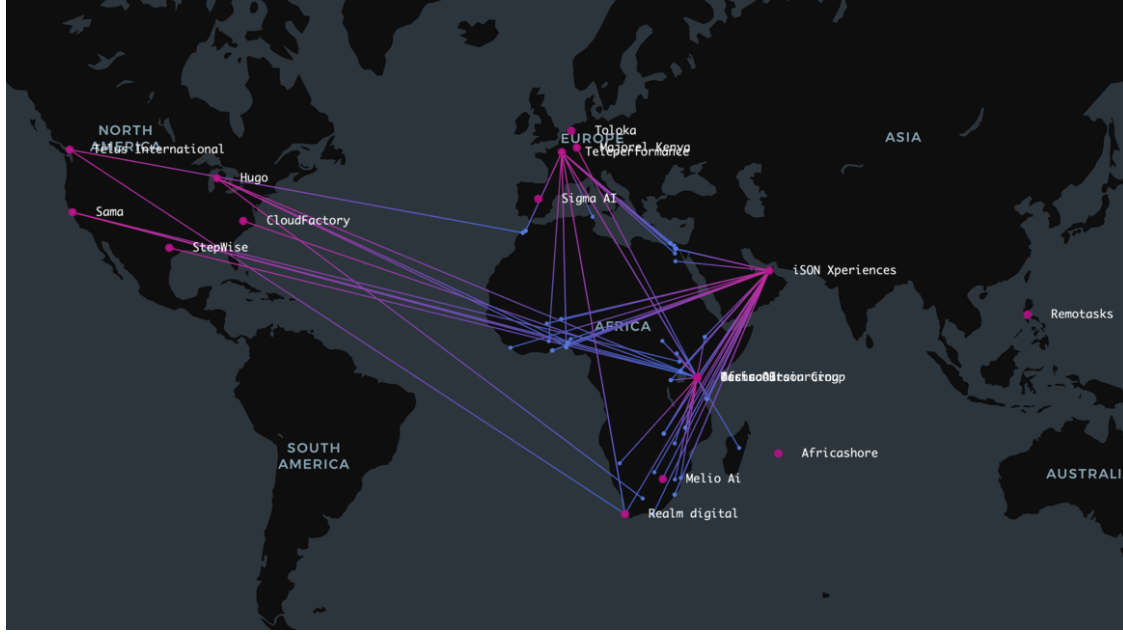 NORTH
AMERICA
Telus International
Hugo
Sama
CloudFactory
StepWise
Toloka
EUROPE
Majorel Kenya
Teleperformance
Sigma AI
ASIA
iSON Xperiences
Remotasks
AFRICA
Group
SOUTH
AMERICA
Africashore
Melio Ai
Realm digital
AUSTRALI